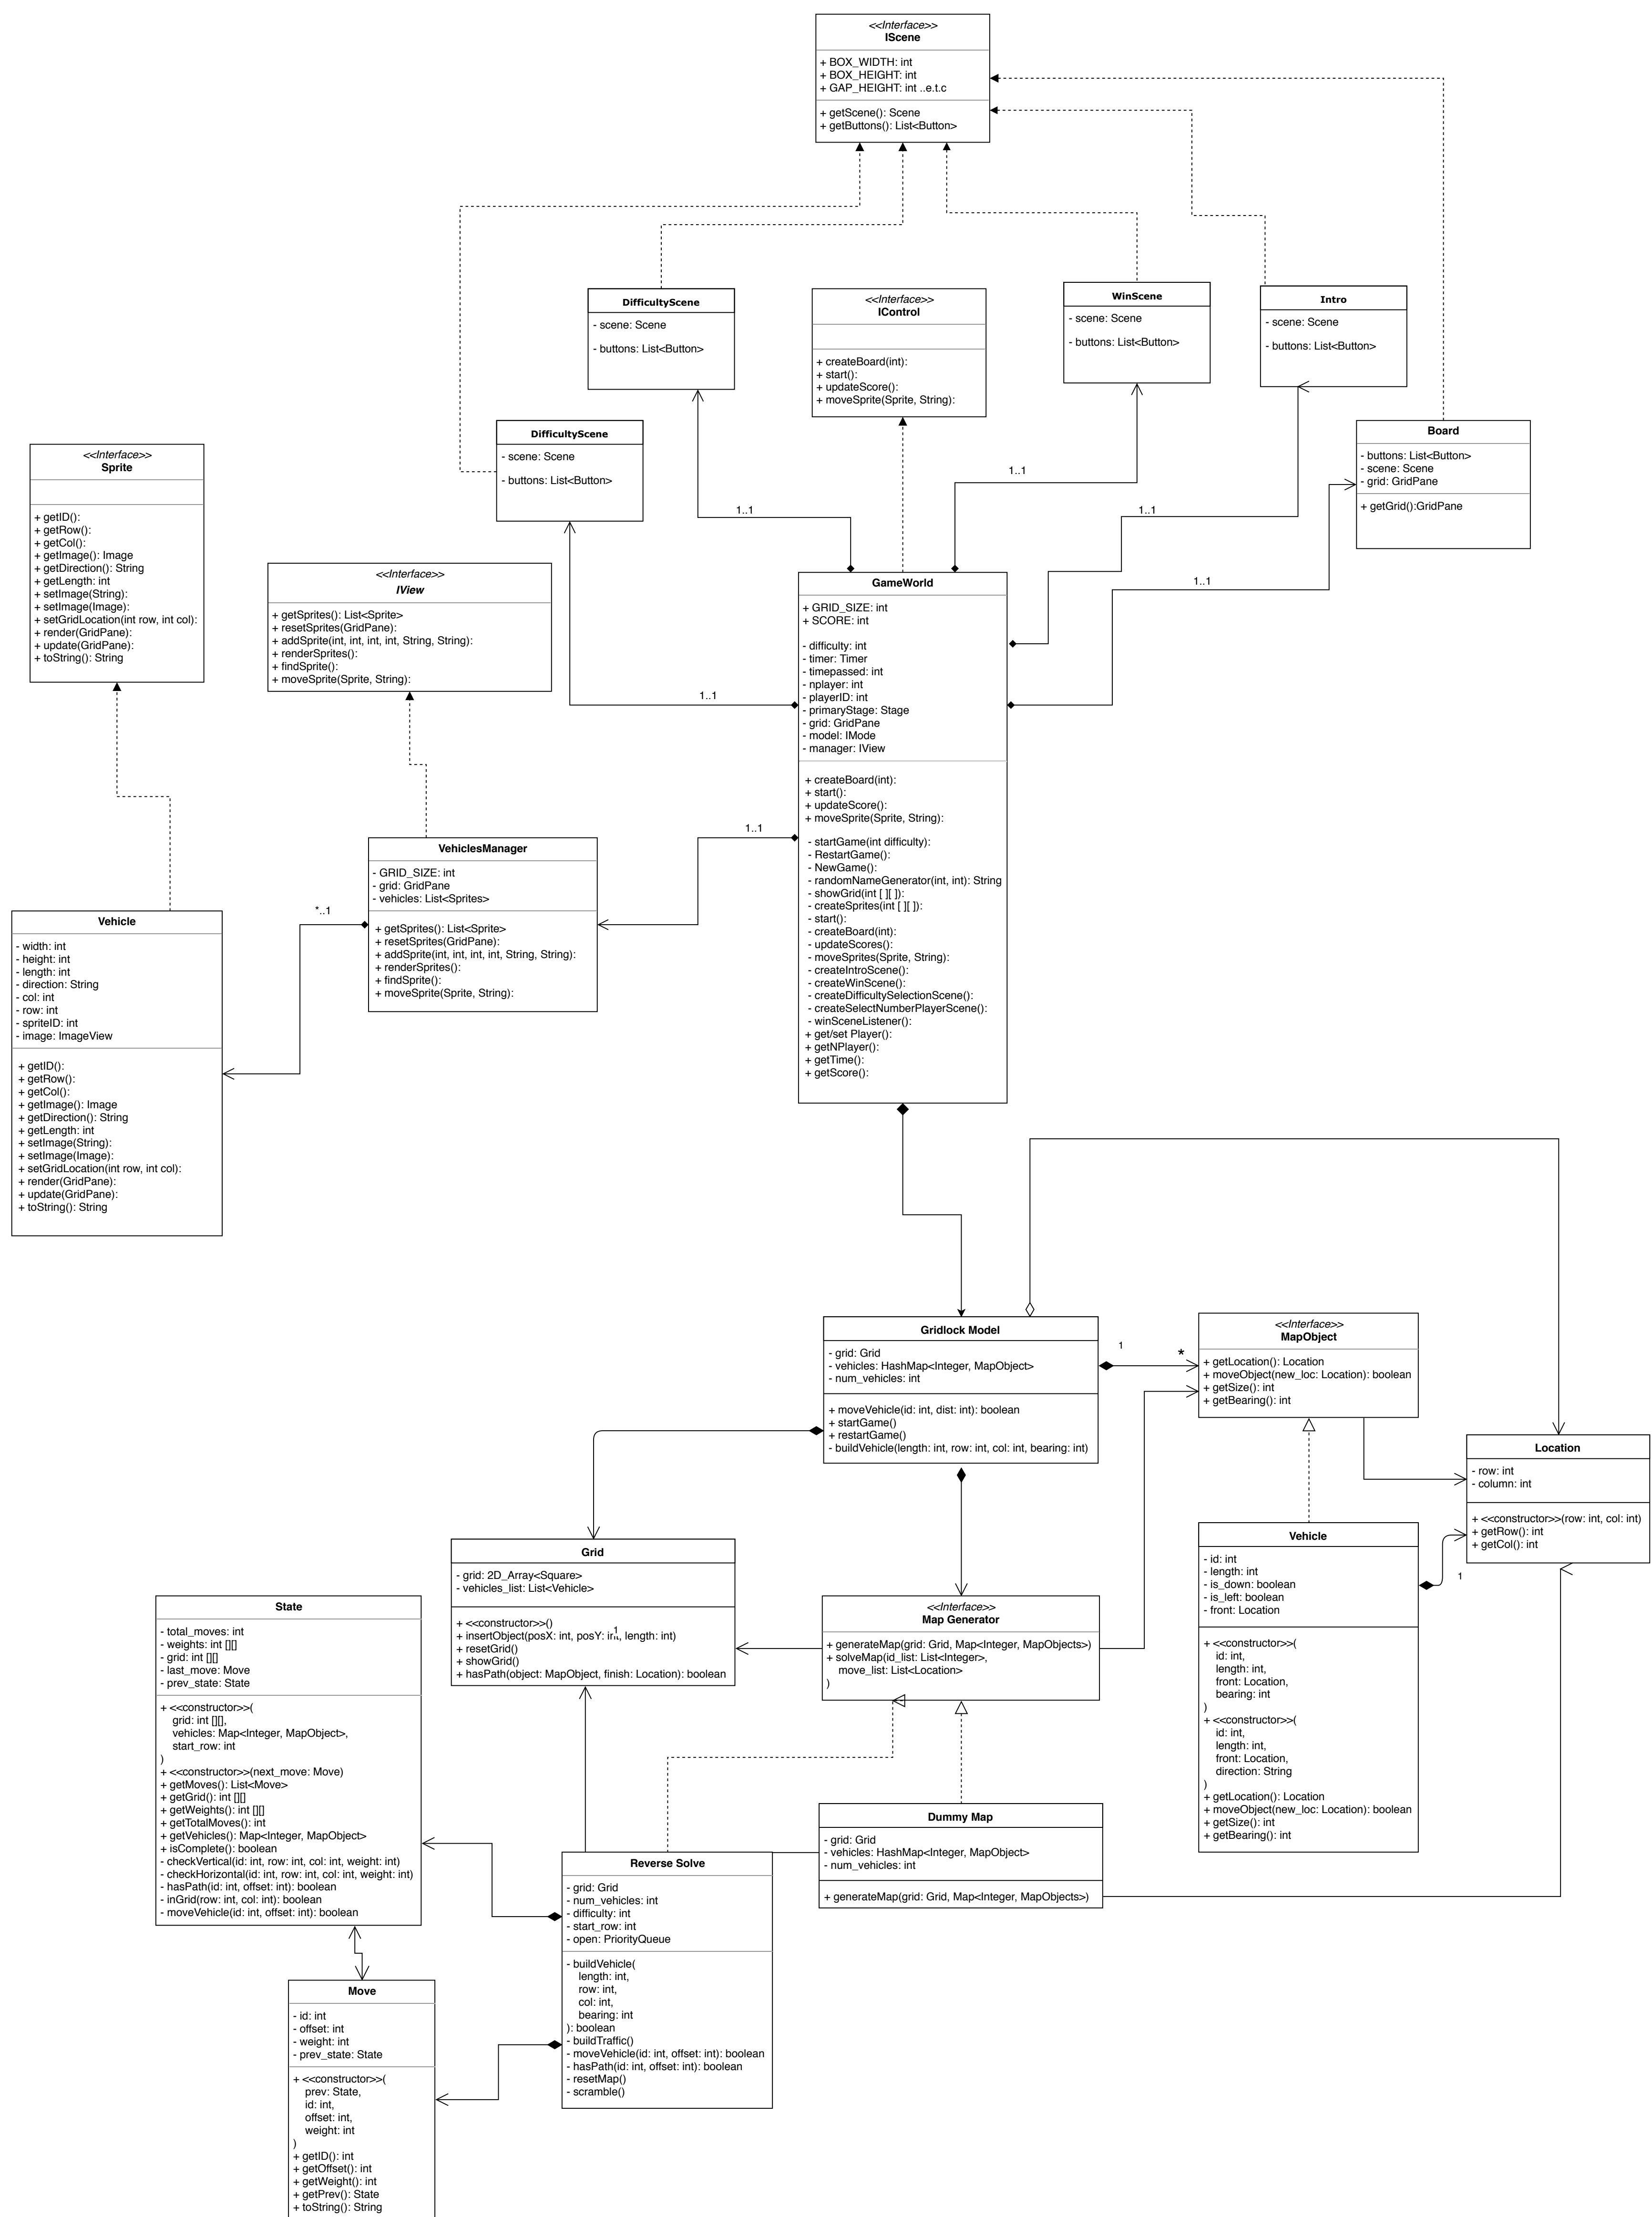 <<Interface>>
IScene
+ BOX_WIDTH: int
+ BOX_HEIGHT: int
+ GAP_HEIGHT: int ..e.t.c
+ getScene(): Scene
+ getButtons(): List<Button>
DifficultyScene
- scene: Scene
- buttons: List<Button>
<<Interface>>
IControl
+ createBoard(int):
+ start():
+ updateScore():
+ moveSprite(Sprite, String):
WinScene
- scene: Scene
- buttons: List<Button>
Intro
- scene: Scene
- buttons: List<Button>
DifficultyScene
- scene: Scene
- buttons: List<Button>
Board
- buttons: List<Button>
- scene: Scene
- grid: GridPane
+ getGrid():GridPane
<<Interface>>
Sprite
+ getID():
+ getRow():
+ getCol():
+ getImage(): Image
+ getDirection(): String
+ getLength: int
+ setImage(String):
+ setImage(Image):
+ setGridLocation(int row, int col):
+ render(GridPane):
+ update(GridPane):
+ toString(): String
<<Interface>>
IView
+ getSprites(): List<Sprite>
+ resetSprites(GridPane):
+ addSprite(int, int, int, int, String, String):
+ renderSprites():
+ findSprite():
+ moveSprite(Sprite, String):
1..1
1..1
1..1
1..1
1..1
1..1
GameWorld
+ GRID_SIZE: int
+ SCORE: int
- difficulty: int
- timer: Timer
- timepassed: int
- nplayer: int
- playerID: int
- primaryStage: Stage
- grid: GridPane
- model: IMode
- manager: IView
+ createBoard(int):
+ start():
+ updateScore():
+ moveSprite(Sprite, String):
- startGame(int difficulty):
- RestartGame():
- NewGame():
- randomNameGenerator(int, int): String
- showGrid(int [ ][ ]):
- createSprites(int [ ][ ]):
- start():
- createBoard(int):
- updateScores():
- moveSprites(Sprite, String):
- createIntroScene():
- createWinScene():
- createDifficultySelectionScene():
- createSelectNumberPlayerScene():
- winSceneListener():
+ get/set Player():
+ getNPlayer():
+ getTime():
+ getScore():
VehiclesManager
- GRID_SIZE: int
- grid: GridPane
- vehicles: List<Sprites>
+ getSprites(): List<Sprite>
+ resetSprites(GridPane):
+ addSprite(int, int, int, int, String, String):
+ renderSprites():
+ findSprite():
+ moveSprite(Sprite, String):
*..1
Vehicle
- width: int
- height: int
- length: int
- direction: String
- col: int
- row: int
- spriteID: int
- image: ImageView
+ getID():
+ getRow():
+ getCol():
+ getImage(): Image
+ getDirection(): String
+ getLength: int
+ setImage(String):
+ setImage(Image):
+ setGridLocation(int row, int col):
+ render(GridPane):
+ update(GridPane):
+ toString(): String
Gridlock Model
- grid: Grid
- vehicles: HashMap<Integer, MapObject>
- num_vehicles: int
+ moveVehicle(id: int, dist: int): boolean
+ startGame()
+ restartGame()
- buildVehicle(length: int, row: int, col: int, bearing: int)
1
*
<<Interface>>
MapObject
+ getLocation(): Location
+ moveObject(new_loc: Location): boolean
+ getSize(): int
+ getBearing(): int
Location
- row: int
- column: int
+ <<constructor>>(row: int, col: int)
+ getRow(): int
+ getCol(): int
Vehicle
- id: int
- length: int
- is_down: boolean
- is_left: boolean
- front: Location
+ <<constructor>>(
id: int,
length: int,
front: Location,
bearing: int
)
+ <<constructor>>(
id: int,
length: int,
front: Location,
direction: String
)
+ getLocation(): Location
+ moveObject(new_loc: Location): boolean
+ getSize(): int
+ getBearing(): int
1
Grid
- grid: 2D_Array<Square>
- vehicles_list: List<Vehicle>
+ <<constructor>>()
+ insertObject(posX: int, posY: int, length: int)
+ resetGrid()
+ showGrid()
+ hasPath(object: MapObject, finish: Location): boolean
1
<<Interface>>
Map Generator
+ generateMap(grid: Grid, Map<Integer, MapObjects>)
+ solveMap(id_list: List<Integer>,
move_list: List<Location>
)
State
- total_moves: int
- weights: int [][]
- grid: int [][]
- last_move: Move
- prev_state: State
+ <<constructor>>(
grid: int [][],
vehicles: Map<Integer, MapObject>,
start_row: int
)
+ <<constructor>>(next_move: Move)
+ getMoves(): List<Move>
+ getGrid(): int [][]
+ getWeights(): int [][]
+ getTotalMoves(): int
+ getVehicles(): Map<Integer, MapObject>
+ isComplete(): boolean
- checkVertical(id: int, row: int, col: int, weight: int)
- checkHorizontal(id: int, row: int, col: int, weight: int)
- hasPath(id: int, offset: int): boolean
- inGrid(row: int, col: int): boolean
- moveVehicle(id: int, offset: int): boolean
Dummy Map
- grid: Grid
- vehicles: HashMap<Integer, MapObject>
- num_vehicles: int
+ generateMap(grid: Grid, Map<Integer, MapObjects>)
Reverse Solve
- grid: Grid
- num_vehicles: int
- difficulty: int
- start_row: int
- open: PriorityQueue
- buildVehicle(
length: int,
row: int,
col: int,
bearing: int
): boolean
- buildTraffic()
- moveVehicle(id: int, offset: int): boolean
- hasPath(id: int, offset: int): boolean
- resetMap()
- scramble()
Move
- id: int
- offset: int
- weight: int
- prev_state: State
+ <<constructor>>(
prev: State,
id: int,
offset: int,
weight: int
)
+ getID(): int
+ getOffset(): int
+ getWeight(): int
+ getPrev(): State
+ toString(): String